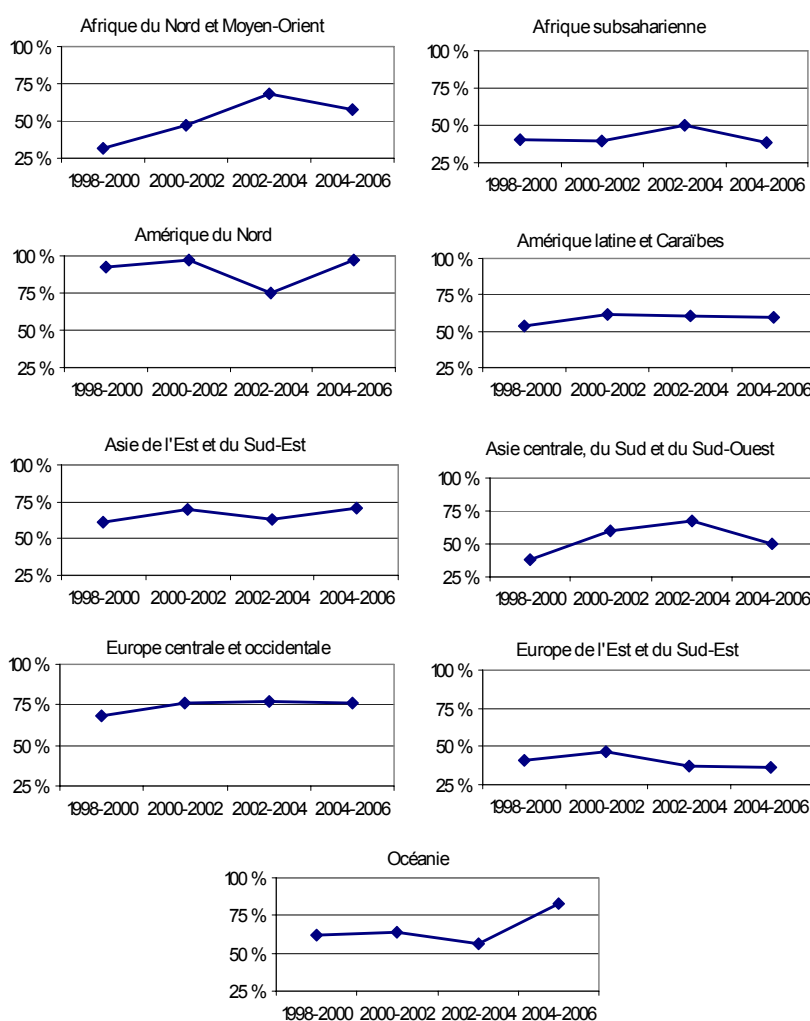 Afrique du Nord et Moyen-Orient
100 %
75 %
50 %
25 %
1998-2000 2000-2002 2002-2004 2004-2006
Afrique subsaharienne
100 %
75 %
50 %
25 %
1998-2000 2000-2002 2002-2004 2004-2006
Amérique du Nord
100 %
75 %
50 %
25 %
1998-2000 2000-2002 2002-2004 2004-2006
Amérique latine et Caraïbes
100 %
75 %
50 %
25 %
1998-2000 2000-2002 2002-2004 2004-2006
Asie de l'Est et du Sud-Est
100 %
75 %
50 %
25 %
1998-2000 2000-2002 2002-2004 2004-2006
Asie centrale, du Sud et du Sud-Ouest
100 %
75 %
50 %
25 %
1998-2000 2000-2002 2002-2004 2004-2006
Europe centrale et occidentale
100 %
75 %
50 %
25 %
1998-2000 2000-2002 2002-2004 2004-2006
Europe de l'Est et du Sud-Est
100 %
75 %
50 %
25 %
1998-2000 2000-2002 2002-2004 2004-2006
Océanie
100 %
75 %
50 %
25 %
1998-2000 2000-2002 2002-2004 2004-2006